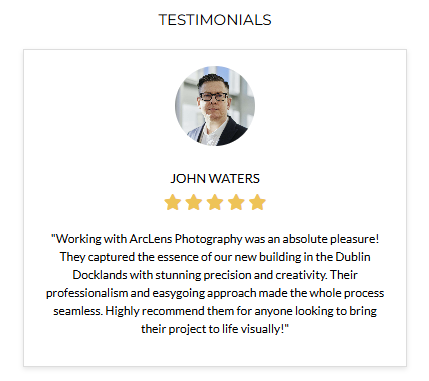 TESTIMONIALS
JOHN WATERS
"Working with ArcLens Photography was an absolute pleasure!
They captured the essence of our new building in the Dublin
Docklands with stunning precision and creativity. Their
professionalism and easygoing approach made the whole process
seamless. Highly recommend them for anyone looking to bring
their project to life visually!"